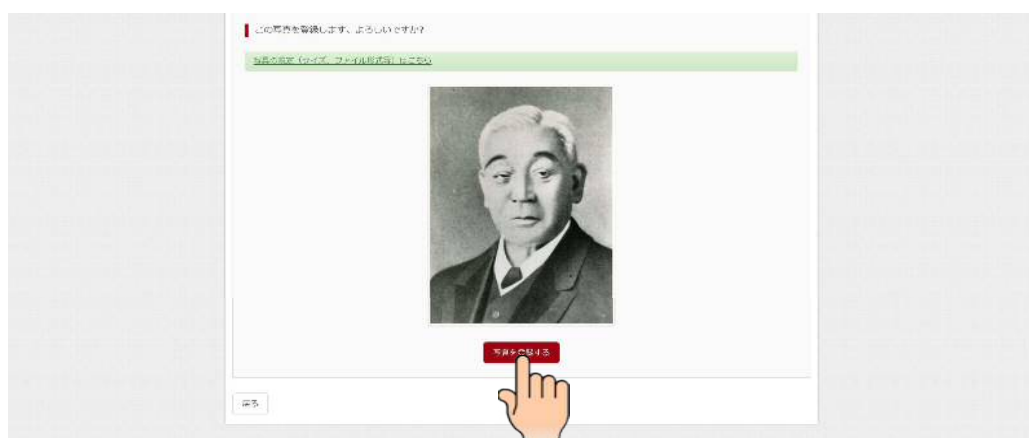 この写真を登録します、よろしいですか?
写真の規定(サイズ、ファイル形式等)はこちら
写真を登録する
戻る